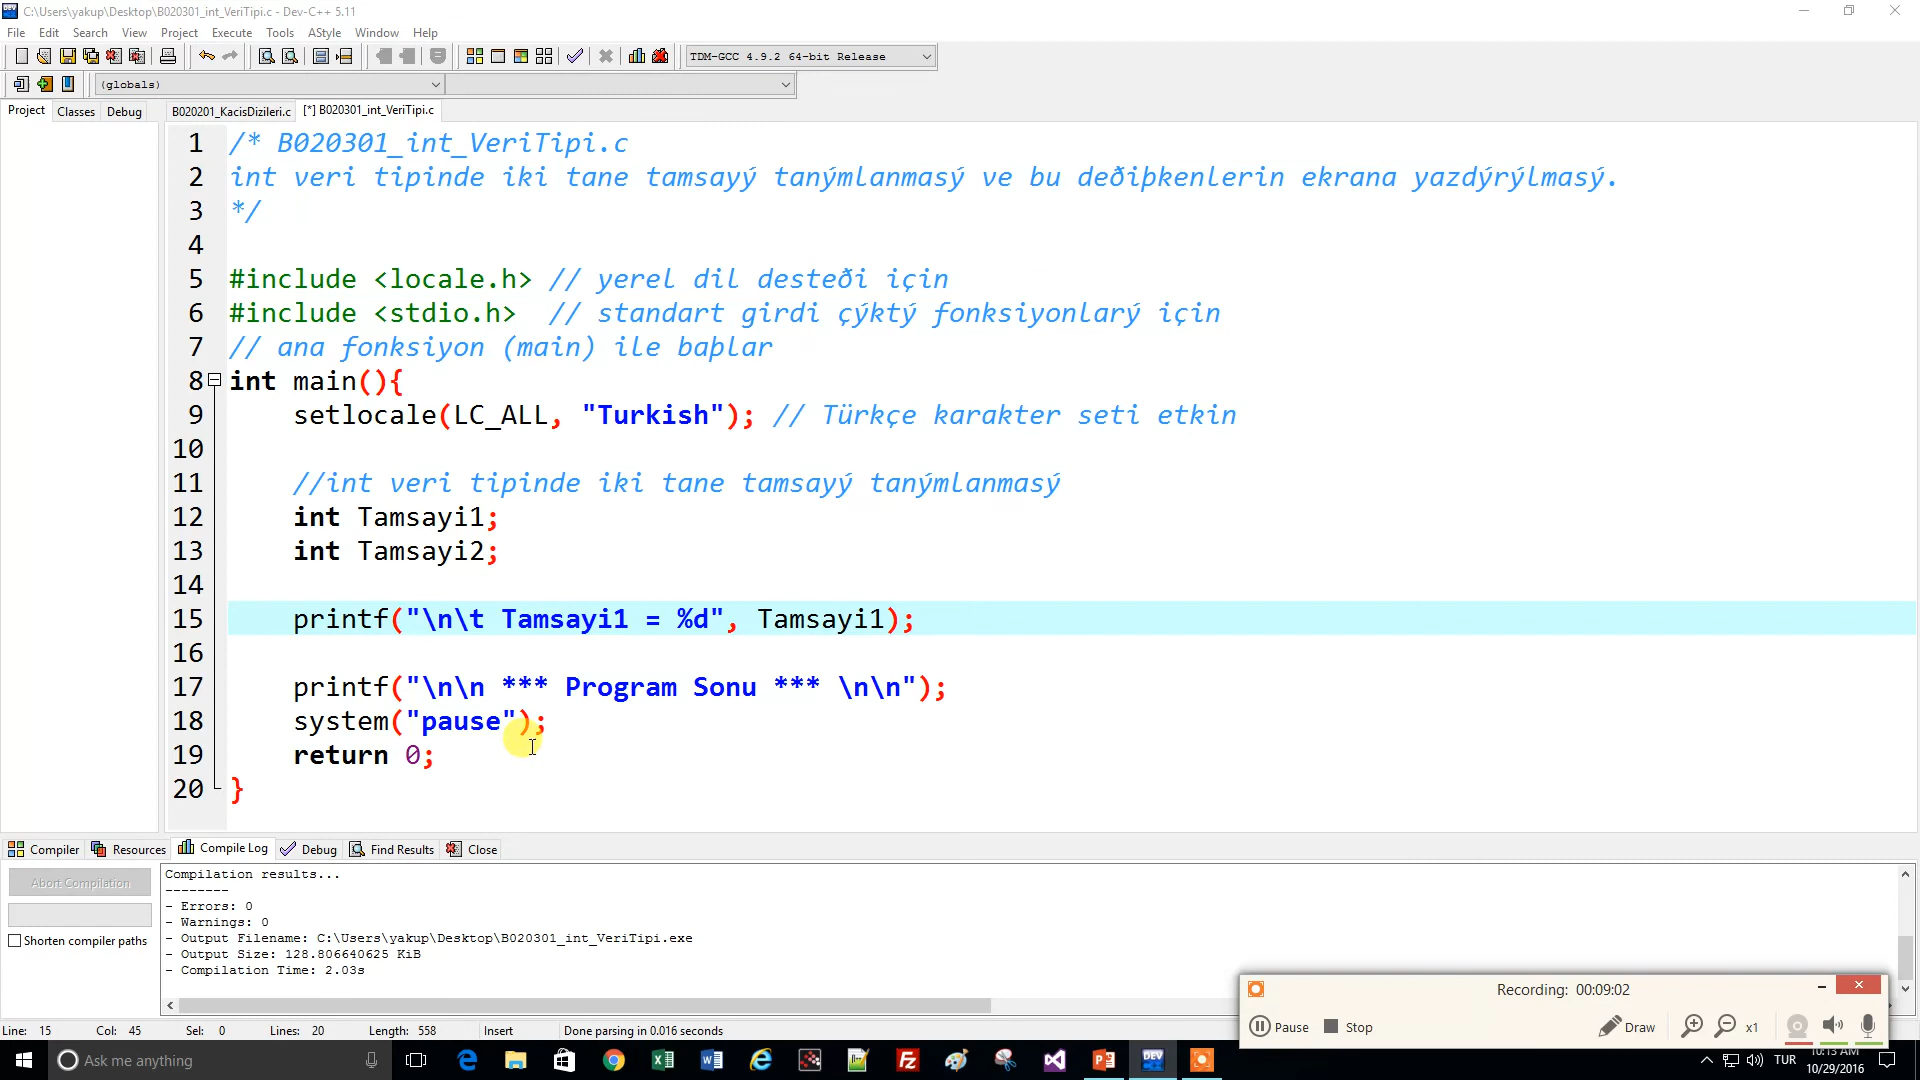 C:\Users\yakup\Desktop\B020301_int_VeriTipi.c - Dev-C++ 5.11
File Edit Search View Project Execute Tools AStyle Window Help
TDM-GCC 4.9.2 64-bit Release
(globals)
Project Classes Debug B020201_KacisDizileri.c [*] B020301_int_VeriTipi.c
1 /* B020301_int_VeriTipi.c
2 int veri tipinde iki tane tamsayý tanýmlanmasý ve bu deðiþkenlerin ekrana yazdýrýlmasý.
3 */
4
5 #include <locale.h> // yerel dil desteði için
6 #include <stdio.h> // standart girdi çýktý fonksiyonlarý için
7 // ana fonksiyon (main) ile baþlar
8 int main(){
9 setlocale(LC_ALL, "Turkish"); // Türkçe karakter seti etkin
10
11 //int veri tipinde iki tane tamsayý tanýmlanmasý
12 int Tamsayi1;
13 int Tamsayi2;
14
15 printf("\n\t Tamsayi1 = %d", Tamsayi1);
16
17 printf("\n\n *** Program Sonu *** \n\n");
18 system("pause");
19 return 0;
20 }
Compiler Resources Compile Log Debug Find Results Close
Abort Compilation
Shorten compiler paths
Compilation results...
--------
- Errors: 0
- Warnings: 0
- Output Filename: C:\Users\yakup\Desktop\B020301_int_VeriTipi.exe
- Output Size: 128.806640625 KiB
- Compilation Time: 2.03s
Recording: 00:09:02
Pause Stop Draw x1
Line: 15 Col: 45 Sel: 0 Lines: 20 Length: 558 Insert Done parsing in 0.016 seconds
Ask me anything
TUR
10:13 AM
10/29/2016